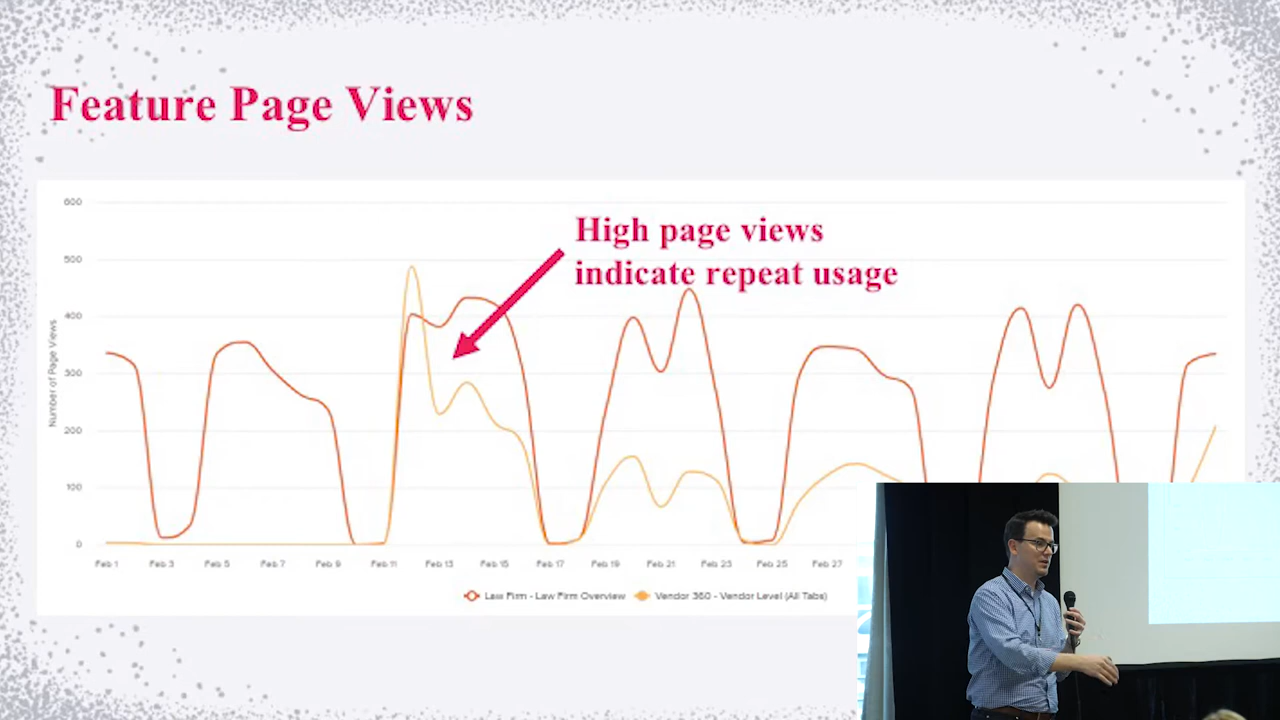 Feature Page Views
High page views
indicate repeat usage
600
500
400
300
200
100
0
Number of Page Views
Feb 1 Feb 3 Feb 5 Feb 7 Feb 9 Feb 11 Feb 13 Feb 15 Feb 17 Feb 19 Feb 21 Feb 23 Feb 25 Feb 27
Law Firm - Law Firm Overview Vendor 360 - Vendor Level (All Tabs)